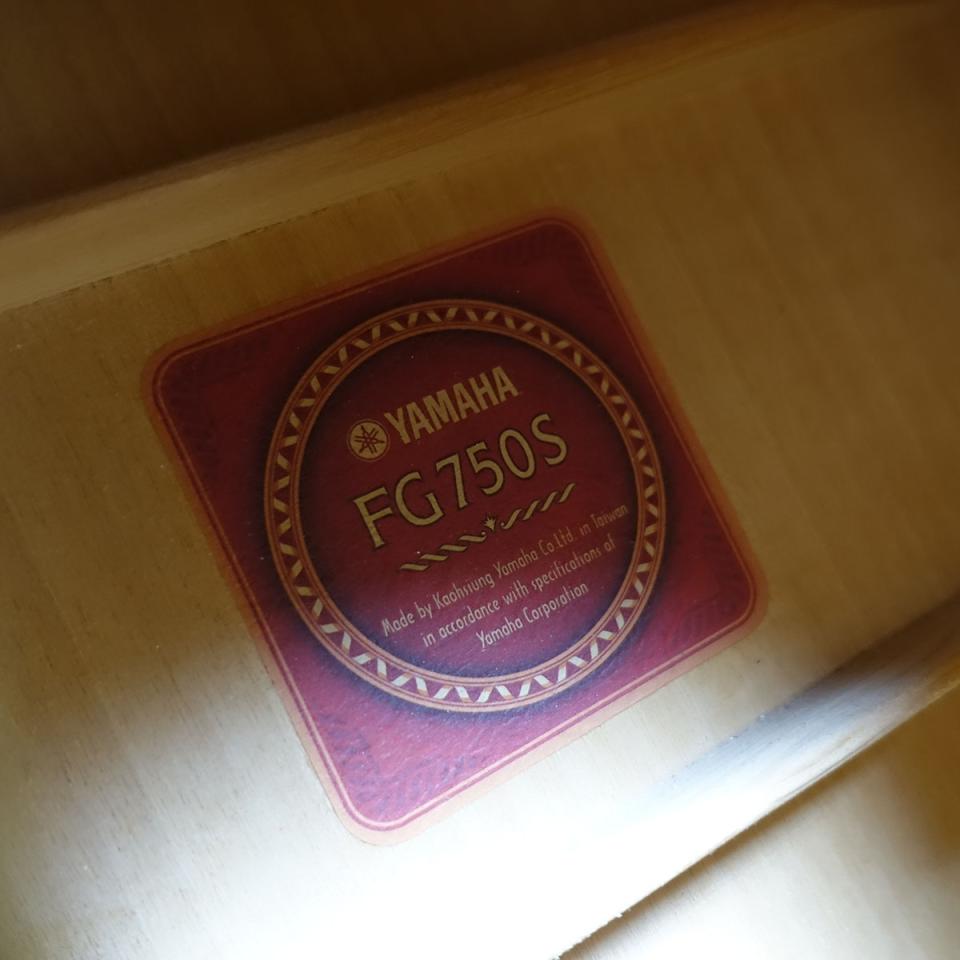 YAMAHA
FG750S
Made by Kaohsiung Yamaha Co.Ltd. in Taiwan
in accordance with specifications of
Yamaha Corporation